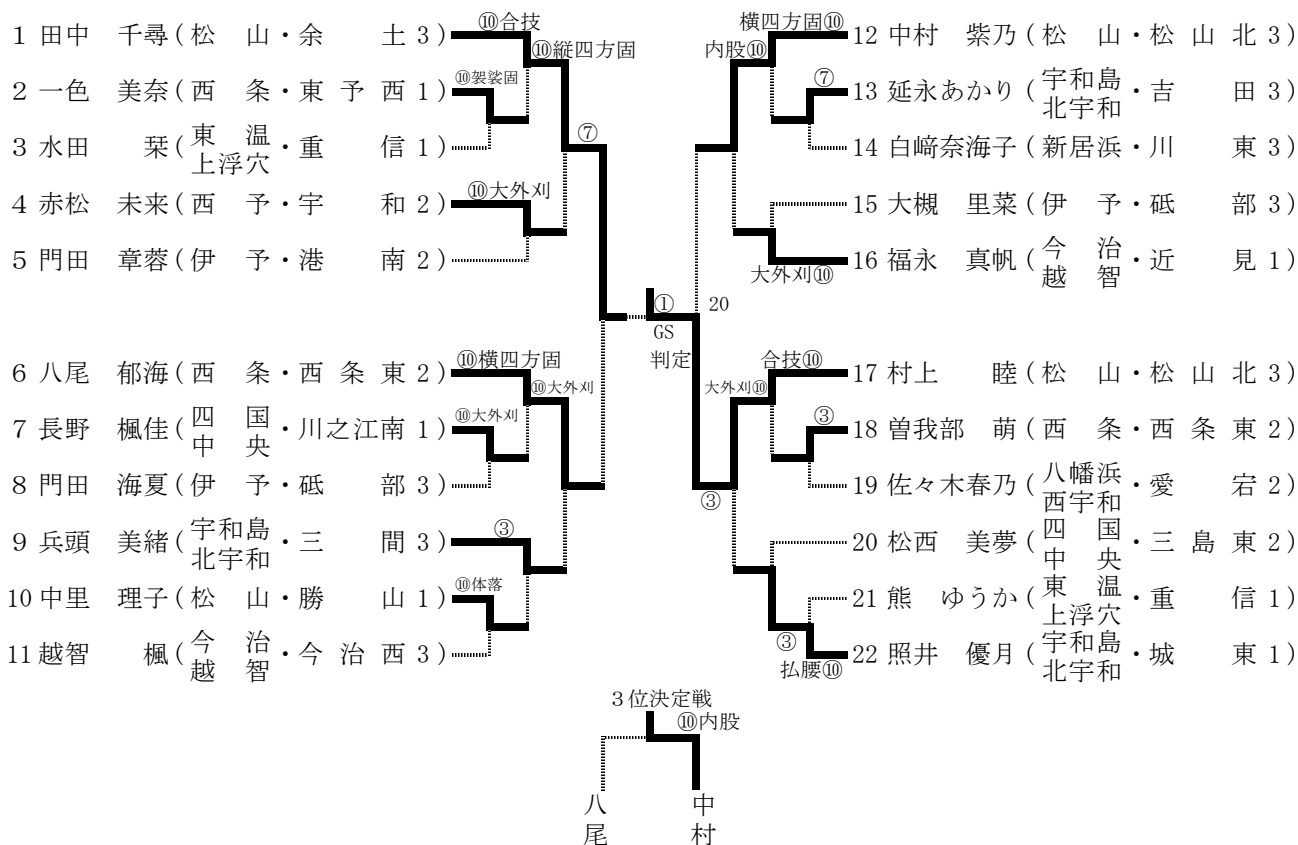 1 田中 千尋(松 山・余 土 3)
⑩合技
⑩縦四方固
2 一色 美奈(西 条・東 予 西 1)
⑩袈裟固
3 水田 栞(東 温 上浮穴・重 信 1)
⑦
4 赤松 未来(西 予・宇 和 2)
⑩大外刈
5 門田 章蓉(伊 予・港 南 2)
6 八尾 郁海(西 条・西 条 東 2)
⑩横四方固
⑩大外刈
7 長野 楓佳(四 国 中 央・川之江南 1)
⑩大外刈
8 門田 海夏(伊 予・砥 部 3)
9 兵頭 美緒(宇和島 北宇和・三 間 3)
③
10 中里 理子(松 山・勝 山 1)
⑩体落
11 越智 楓(今 治 越 智・今 治 西 3)
①
GS
判定
20
横四方固⑩
内股⑩
12 中村 紫乃(松 山・松 山 北 3)
⑦
13 延永あかり(宇和島 北宇和・吉 田 3)
14 白﨑奈海子(新居浜・川 東 3)
15 大槻 里菜(伊 予・砥 部 3)
16 福永 真帆(今 治 越 智・近 見 1)
大外刈⑩
合技⑩
大外刈⑩
17 村上 睦(松 山・松 山 北 3)
③
18 曽我部 萌(西 条・西 条 東 2)
19 佐々木春乃(八幡浜 西宇和・愛 宕 2)
③
20 松西 美夢(四 国 中 央・三 島 東 2)
21 熊 ゆうか(東 温 上浮穴・重 信 1)
③
22 照井 優月(宇和島 北宇和・城 東 1)
払腰⑩
3位決定戦
⑩内股
八尾
中村